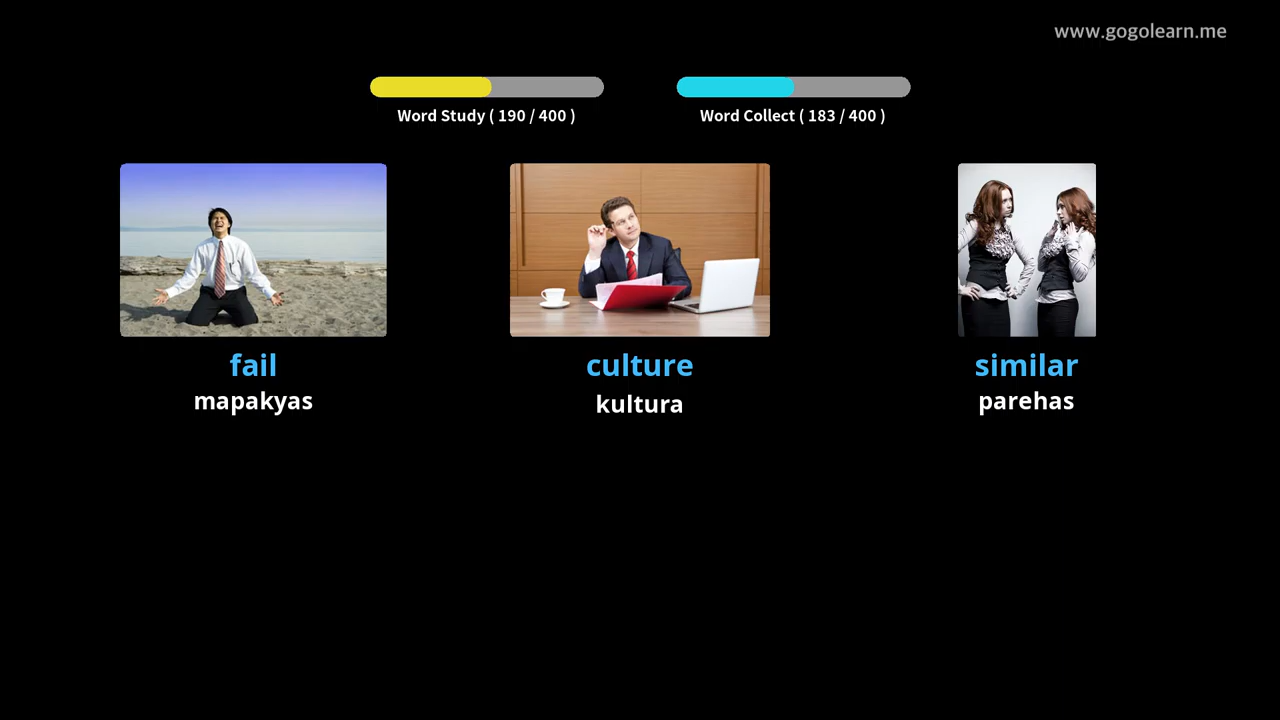 www.gogolearn.me
Word Study ( 190 / 400 )
Word Collect ( 183 / 400 )
fail
culture
similar
mapakyas
kultura
parehas